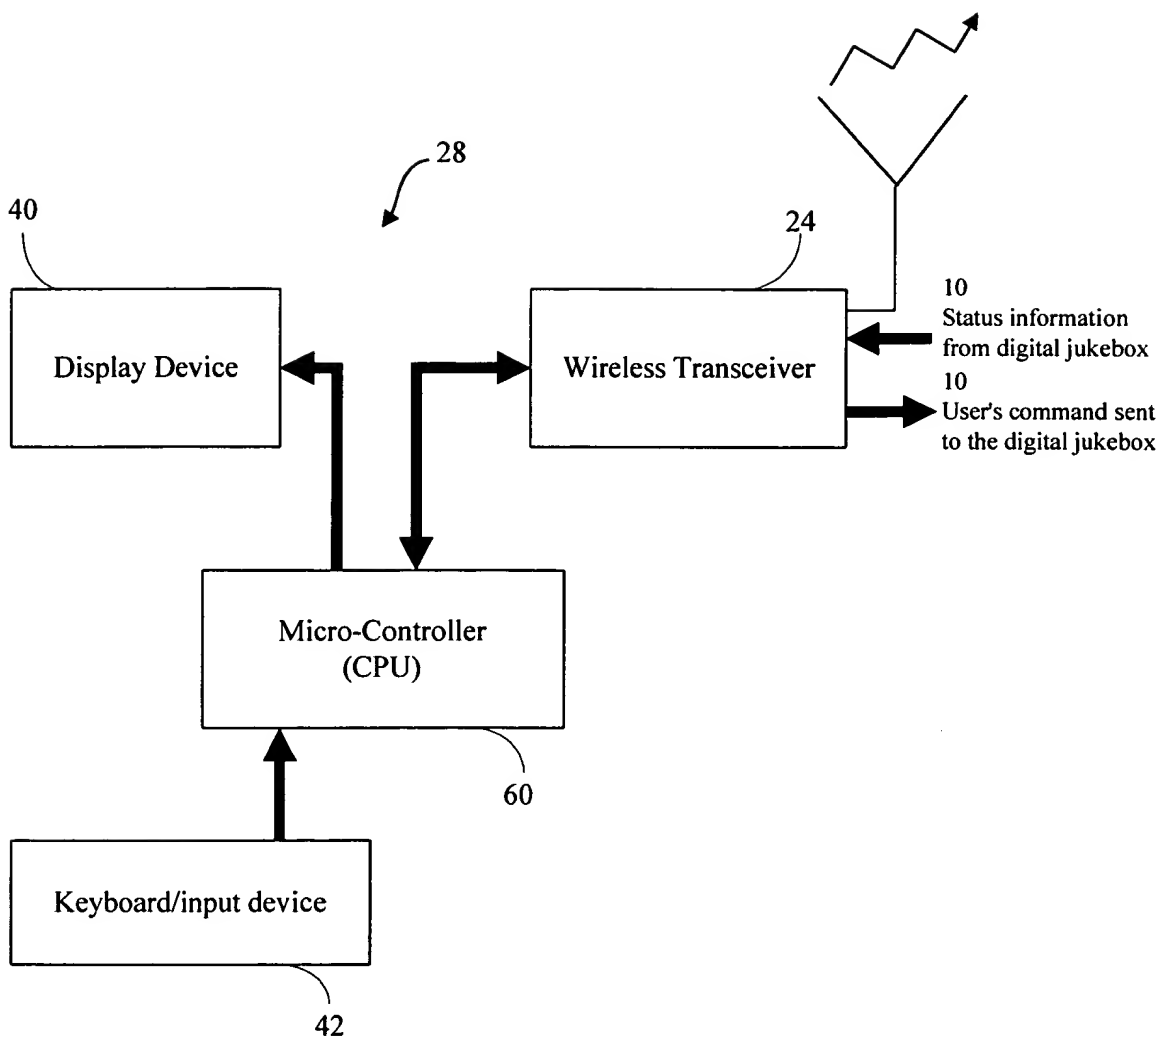 28
40
24
10
Status information
from digital jukebox
10
User's command sent
to the digital jukebox
Display Device
Wireless Transceiver
Micro-Controller
(CPU)
60
Keyboard/input device
42